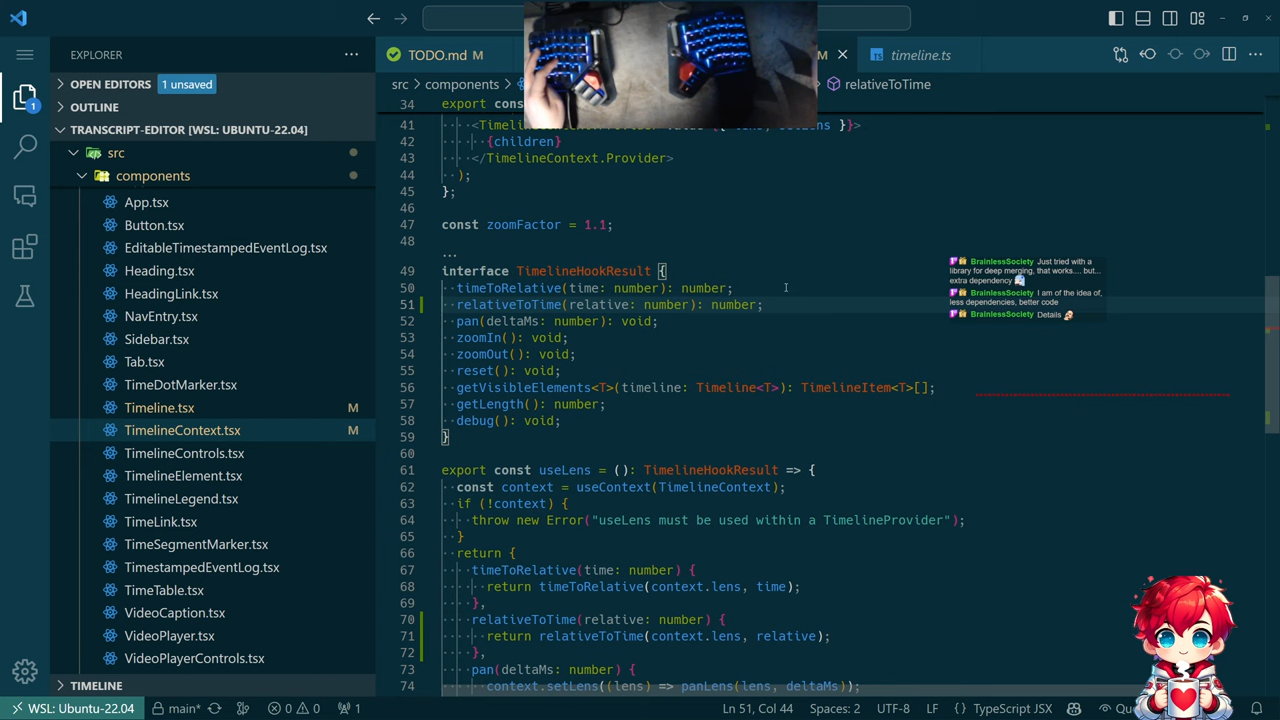 EXPLORER
OPEN EDITORS
1 unsaved
OUTLINE
TRANSCRIPT-EDITOR [WSL: UBUNTU-22.04]
src
components
App.tsx
Button.tsx
EditableTimestampedEventLog.tsx
Heading.tsx
HeadingLink.tsx
NavEntry.tsx
Sidebar.tsx
Tab.tsx
TimeDotMarker.tsx
Timeline.tsx M
TimelineContext.tsx M
TimelineControls.tsx
TimelineElement.tsx
TimelineLegend.tsx
TimeLink.tsx
TimeSegmentMarker.tsx
TimestampedEventLog.tsx
TimeTable.tsx
VideoCaption.tsx
VideoPlayer.tsx
VideoPlayerControls.tsx
TIMELINE
1
TODO.md M
M
TS timeline.ts
src > components >
> relativeToTime
34 export cons
41
42 {children}
43 </TimelineContext.Provider>
44 );
45 };
46
47 const zoomFactor = 1.1;
48
...
49 interface TimelineHookResult {
50 timeToRelative(time: number): number;
51 relativeToTime(relative: number): number;
52 pan(deltaMs: number): void;
53 zoomIn(): void;
54 zoomOut(): void;
55 reset(): void;
56 getVisibleElements<T>(timeline: Timeline<T>): TimelineItem<T>[];
57 getLength(): number;
58 debug(): void;
59 }
60
61 export const useLens = (): TimelineHookResult => {
62 const context = useContext(TimelineContext);
63 if (!context) {
64 throw new Error("useLens must be used within a TimelineProvider");
65 }
66 return {
67 timeToRelative(time: number) {
68 return timeToRelative(context.lens, time);
69 },
70 relativeToTime(relative: number) {
71 return relativeToTime(context.lens, relative);
72 },
73 pan(deltaMs: number) {
74 context.setLens((lens) => panLens(lens, deltaMs));
BrainlessSociety Just tried with a
library for deep merging, that works.... but...
extra dependency
BrainlessSociety I am of the idea of,
less dependencies, better code
BrainlessSociety Details
WSL: Ubuntu-22.04
main*
0 0
1
Ln 51, Col 44
Spaces: 2
UTF-8
LF
{} TypeScript JSX